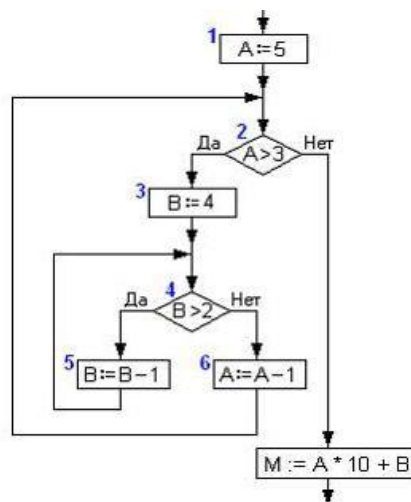 1
A:=5
2
Да
A>3
Нет
3
B:=4
4
Да
B>2
Нет
5
B:=B-1
6
A:=A-1
M := A * 10 + B